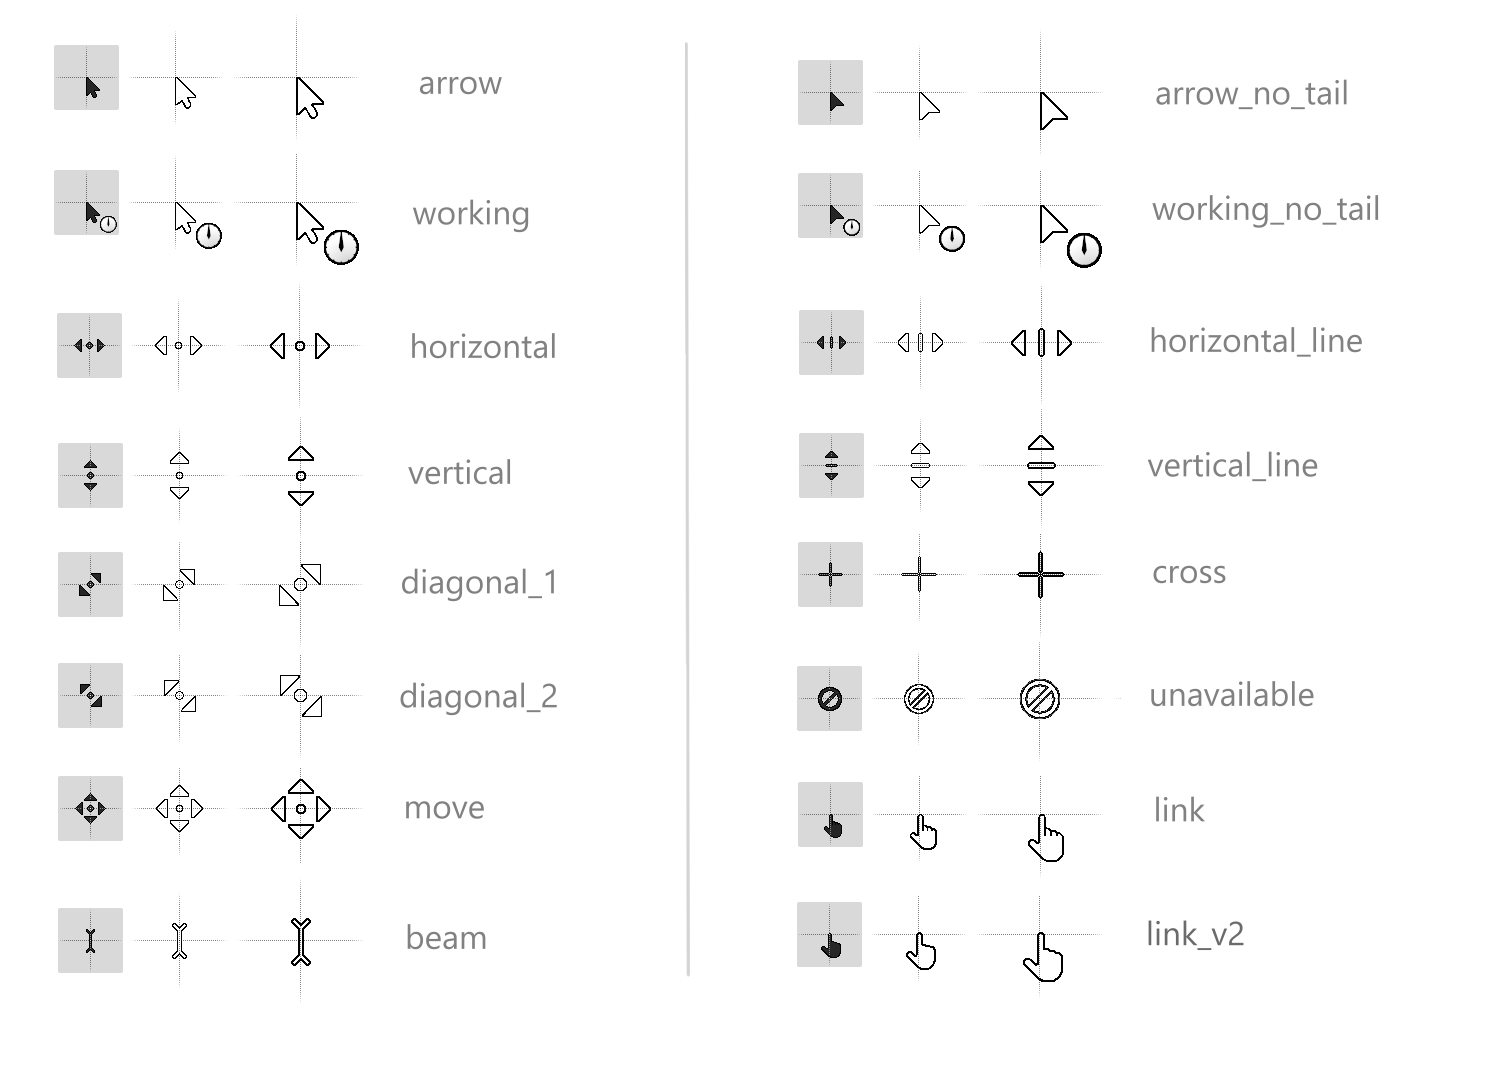 arrow
working
horizontal
vertical
diagonal_1
diagonal_2
move
beam
arrow_no_tail
working_no_tail
horizontal_line
vertical_line
cross
unavailable
link
link_v2